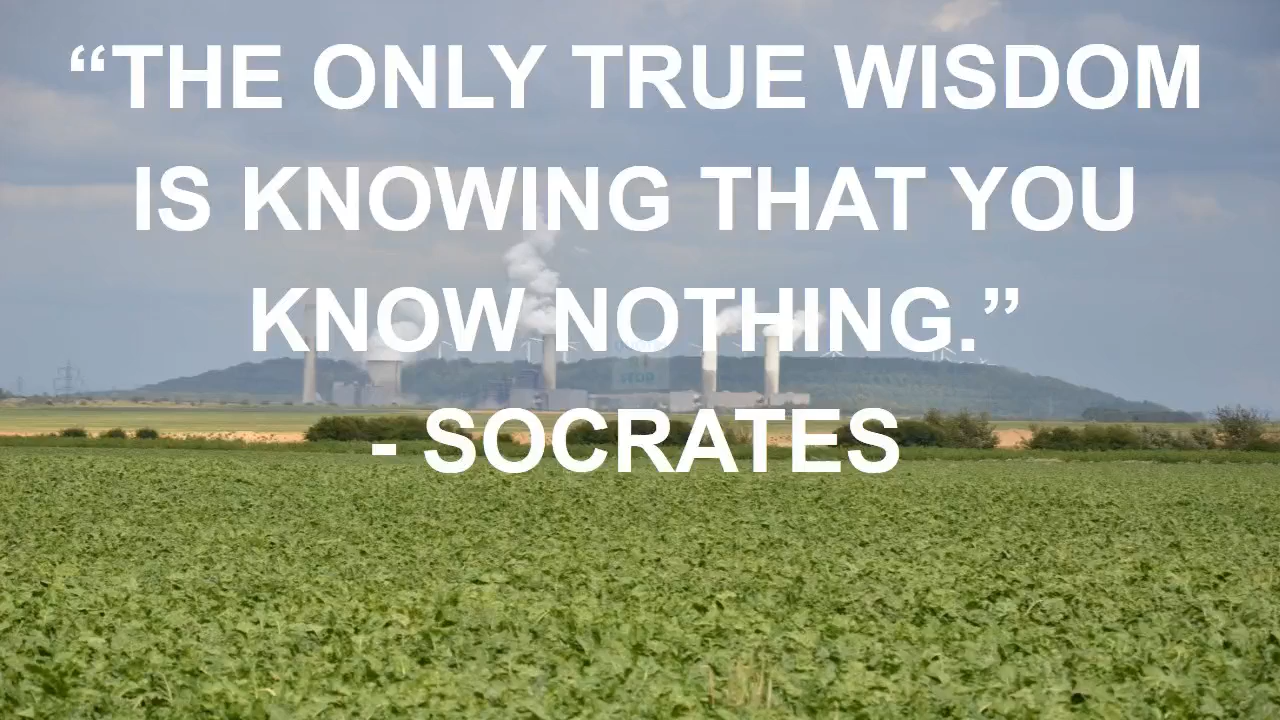 “THE ONLY TRUE WISDOM
IS KNOWING THAT YOU
KNOW NOTHING.”
- SOCRATES